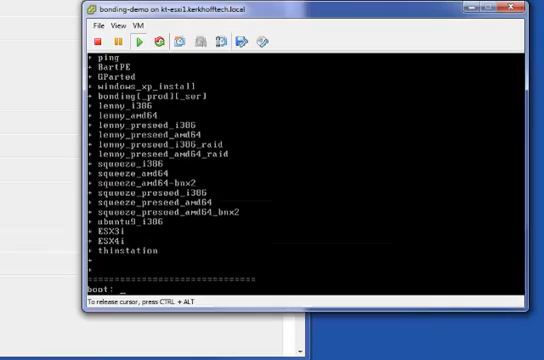 bonding-demo on kt-esxi1.kerkhofftech.local
File View VM
+ ping
+ BartPE
+ GParted
+ windows_xp_install
+ bonding[_prod][_ser]
+ lenny_i386
+ lenny_amd64
+ lenny_preseed_i386
+ lenny_preseed_amd64
+ lenny_preseed_i386_raid
+ lenny_preseed_amd64_raid
+ squeeze_i386
+ squeeze_amd64
+ squeeze_amd64-bnx2
+ squeeze_preseed_i386
+ squeeze_preseed_amd64
+ squeeze_preseed_amd64_bnx2
+ ubuntu9_i386
+ ESX3i
+ ESX4i
+ thinstation
+
+
================================
boot: _
To release cursor, press CTRL + ALT